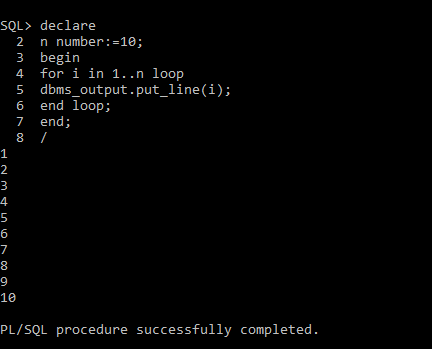 SQL> declare
  2  n number:=10;
  3  begin
  4  for i in 1..n loop
  5  dbms_output.put_line(i);
  6  end loop;
  7  end;
  8  /
1
2
3
4
5
6
7
8
9
10
PL/SQL procedure successfully completed.